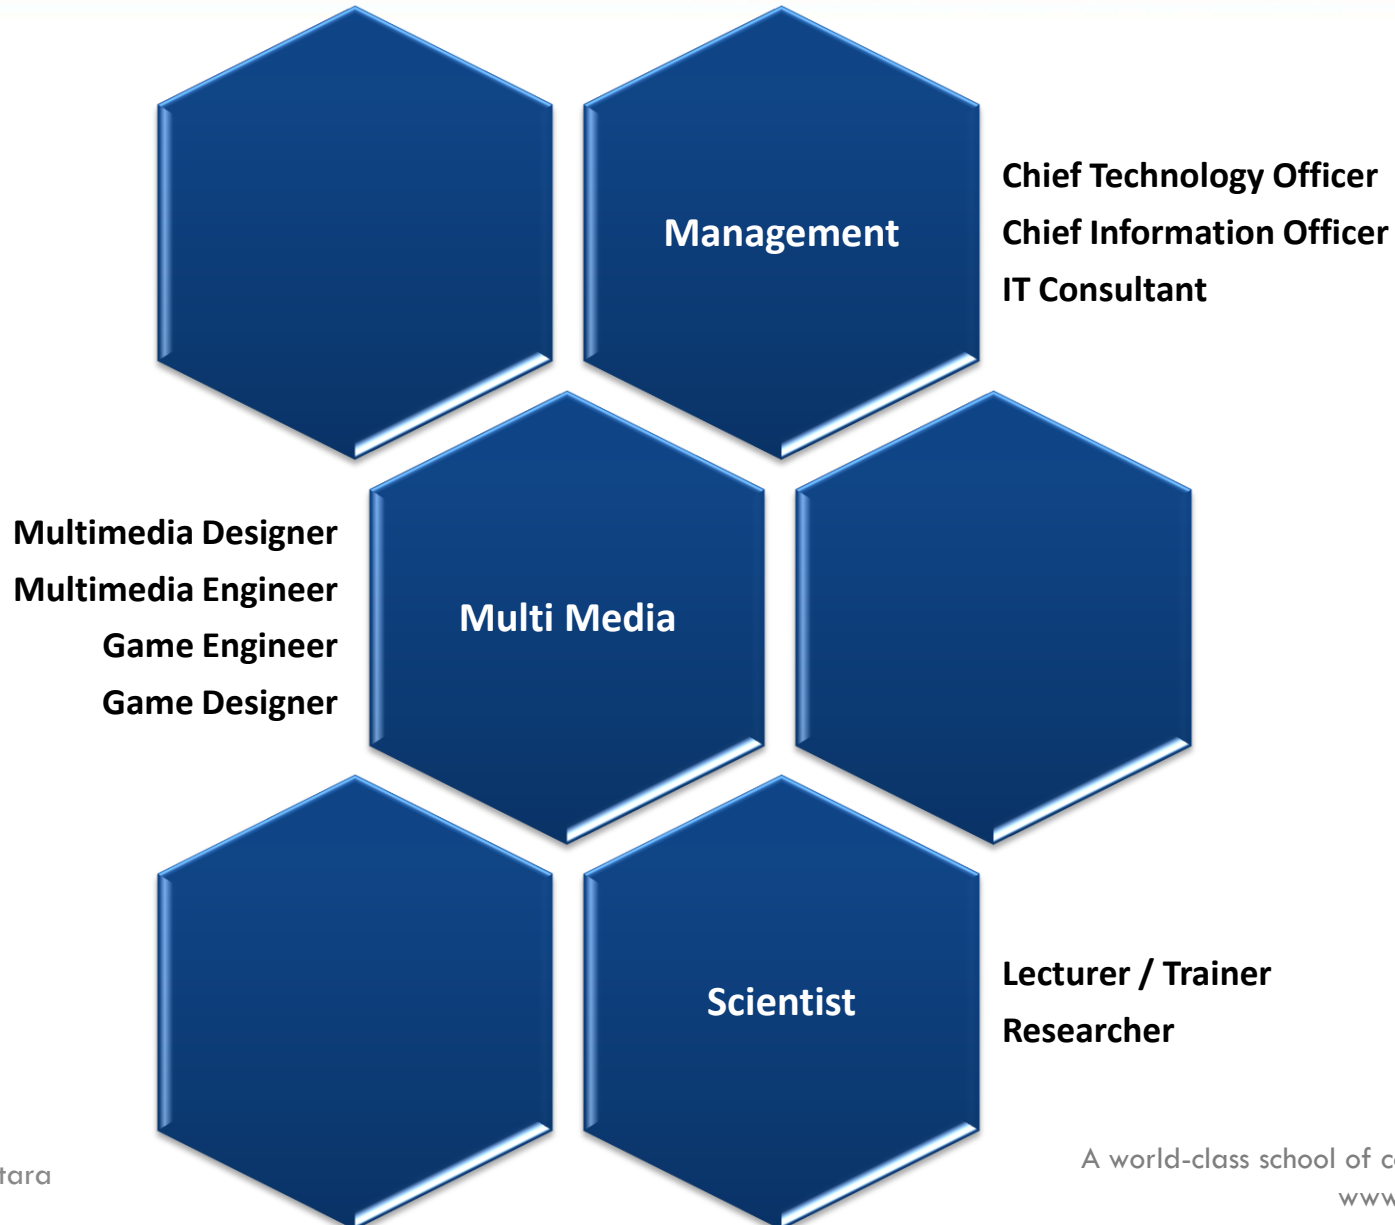 Management
Chief Technology Officer
Chief Information Officer
IT Consultant
Multimedia Designer
Multimedia Engineer
Game Engineer
Game Designer
Multi Media
Scientist
Lecturer / Trainer
Researcher
tara
A world-class school of c
www